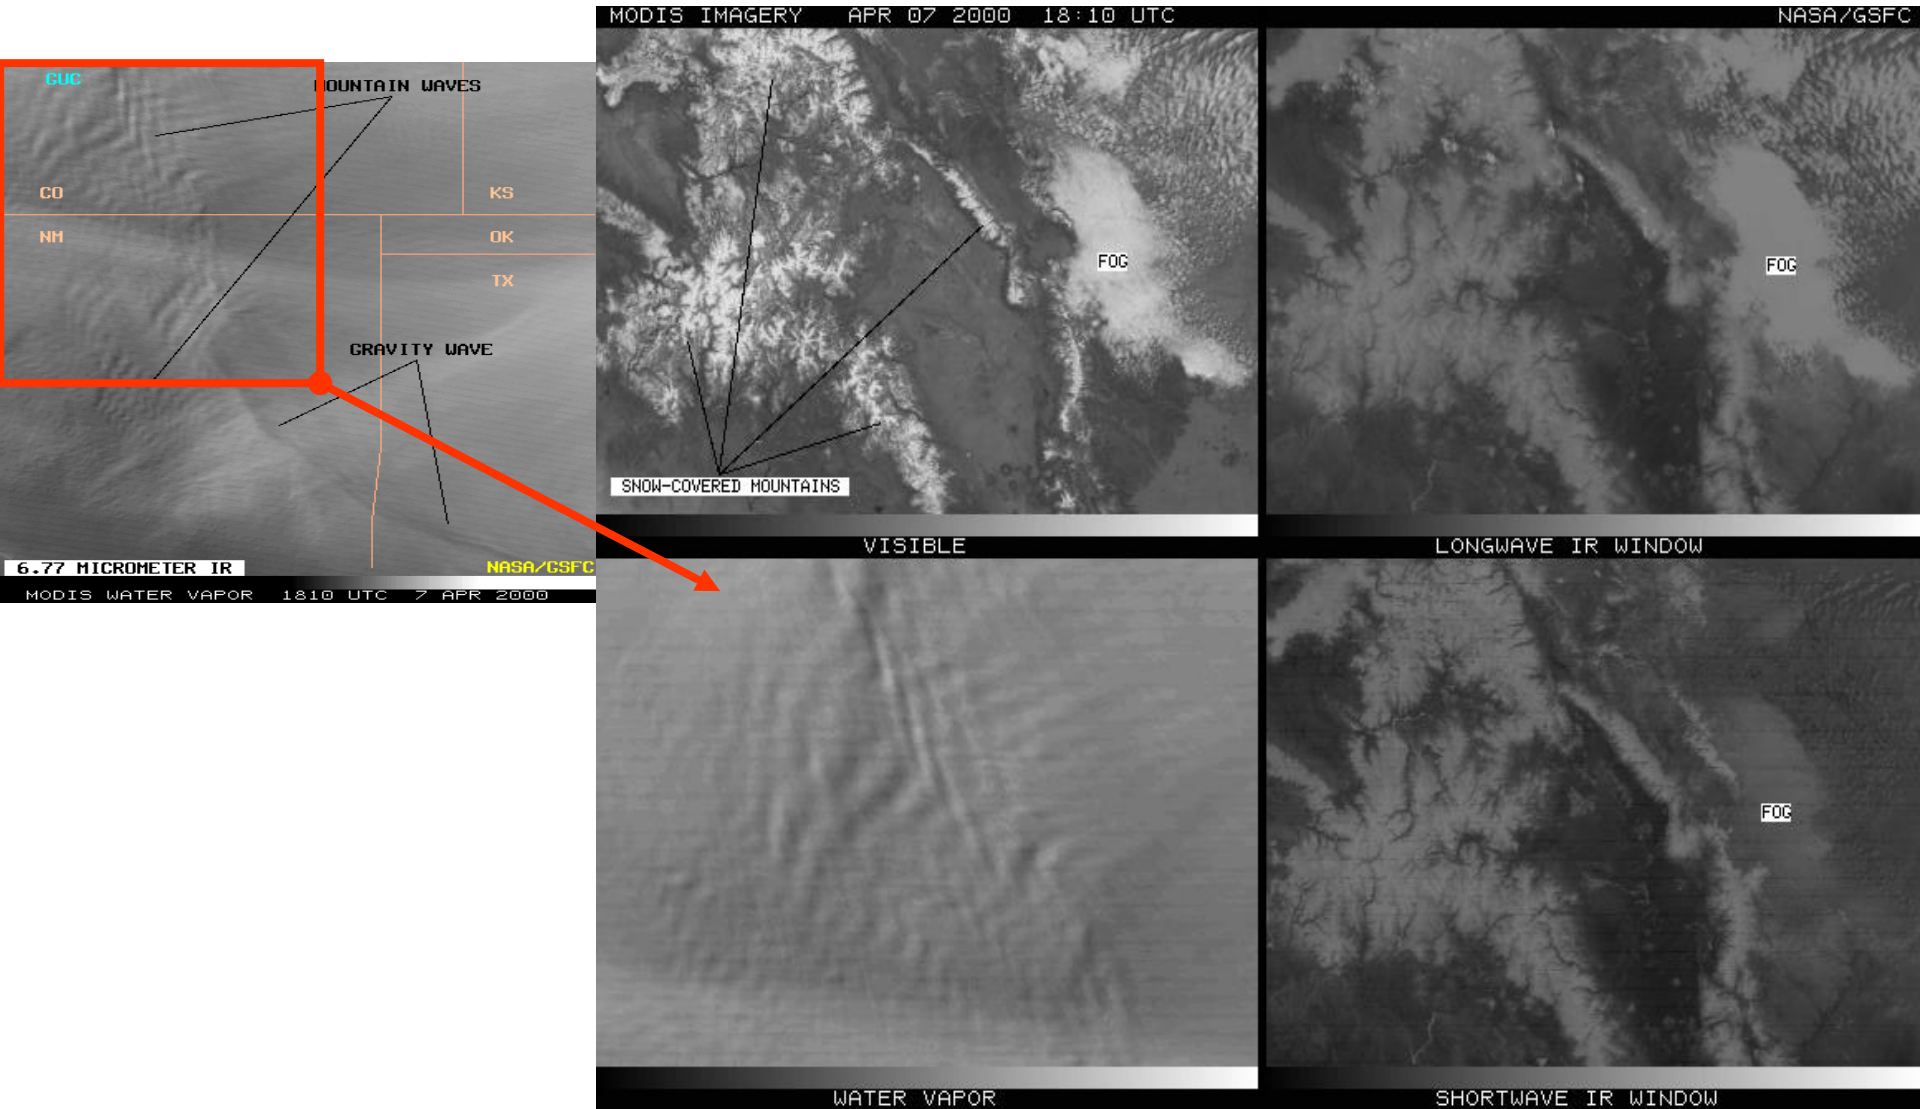 GUC
MOUNTAIN WAVES
CO
KS
NM
OK
TX
GRAVITY WAVE
6.77 MICROMETER IR
NASA/GSFC
MODIS WATER VAPOR 1810 UTC 7 APR 2000
MODIS IMAGERY APR 07 2000 18:10 UTC
NASA/GSFC
FOG
SNOW-COVERED MOUNTAINS
VISIBLE
FOG
LONGWAVE IR WINDOW
WATER VAPOR
FOG
SHORTWAVE IR WINDOW